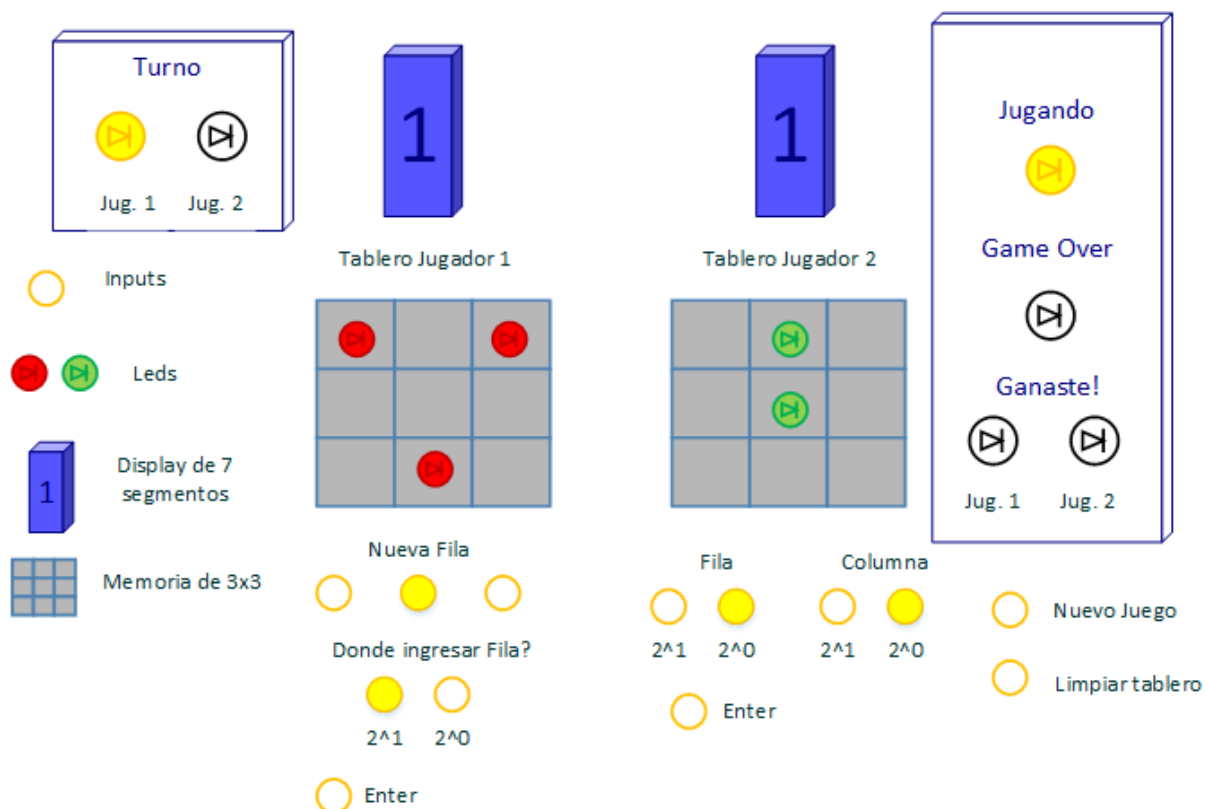 Turno
Jug. 1 Jug. 2
1
1
Jugando
Game Over
Ganaste!
Jug. 1 Jug. 2
Inputs
Leds
1
Display de 7
segmentos
Memoria de 3x3
Tablero Jugador 1
Nueva Fila
Donde ingresar Fila?
2^1 2^0
Enter
Tablero Jugador 2
Fila Columna
2^1 2^0 2^1 2^0
Enter
Nuevo Juego
Limpiar tablero